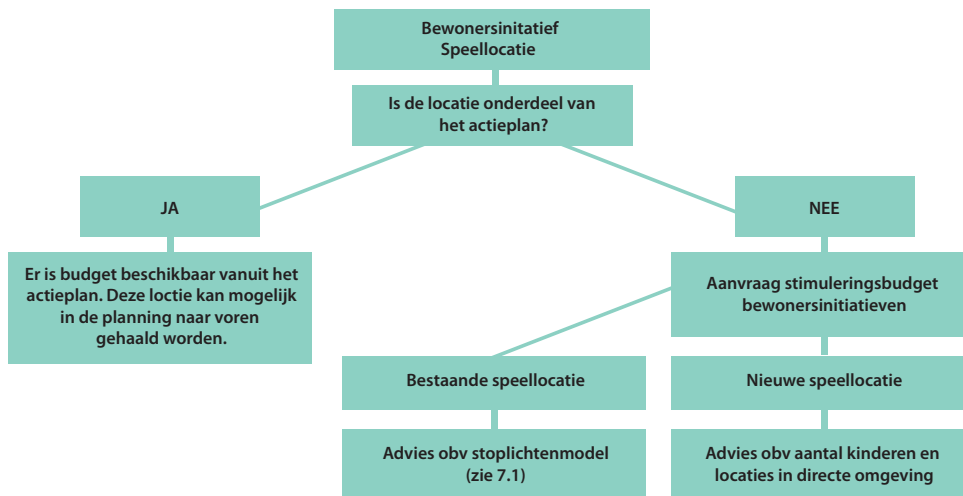 Bewonersinitatief
Speellocatie
Is de locatie onderdeel van
het actieplan?
JA
NEE
Er is budget beschikbaar vanuit het
actieplan. Deze loctie kan mogelijk
in de planning naar voren
gehaald worden.
Aanvraag stimuleringsbudget
bewonersinitiatieven
Bestaande speellocatie
Nieuwe speellocatie
Advies obv stoplichtenmodel
(zie 7.1)
Advies obv aantal kinderen en
locaties in directe omgeving